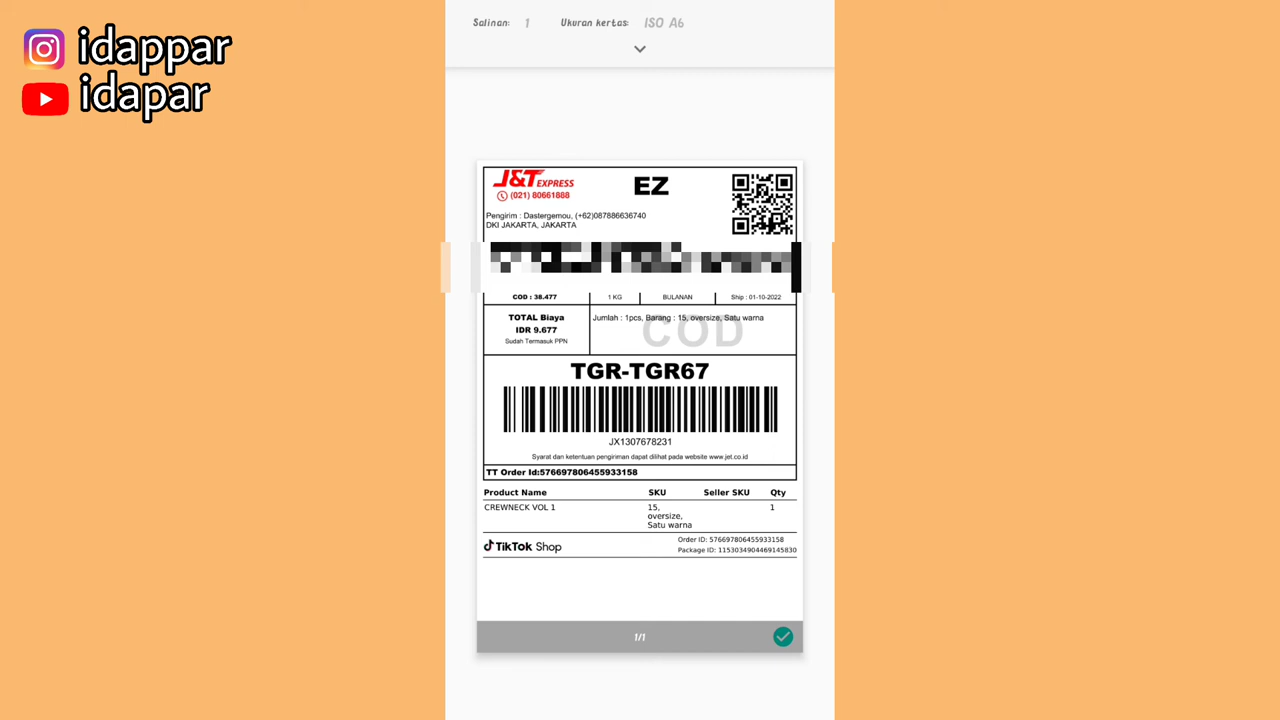 idappar
idapar
Salinan: 1 Ukuran kertas: ISO A6
J&T EXPRESS
(021) 80661888
EZ
Pengirim : Dastergemou, (+62)087886636740
DKI JAKARTA, JAKARTA
COD : 38.477 1 KG BULANAN Ship : 01-10-2022
TOTAL Biaya
IDR 9.677
Sudah Termasuk PPN
Jumlah : 1pcs, Barang : 15, oversize, Satu warna
COD
TGR-TGR67
JX1307678231
Syarat dan ketentuan pengiriman dapat dilihat pada website www.jet.co.id
TT Order Id:576697806455933158
Product Name SKU Seller SKU Qty
CREWNECK VOL 1 15, 1
oversize,
Satu warna
TikTok Shop
Order ID: 576697806455933158
Package ID: 1153034904469145830
1/1